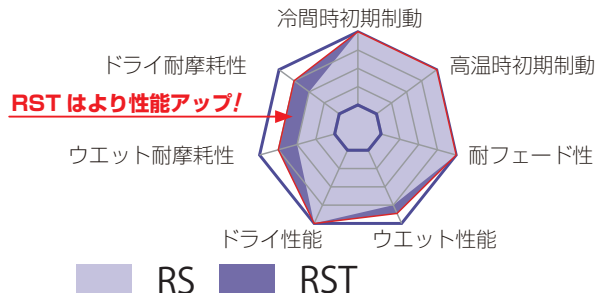 冷間時初期制動
ドライ耐摩耗性
高温時初期制動
RST はより性能アップ!
ウエット耐摩耗性
耐フェード性
ドライ性能
ウエット性能
RS
RST